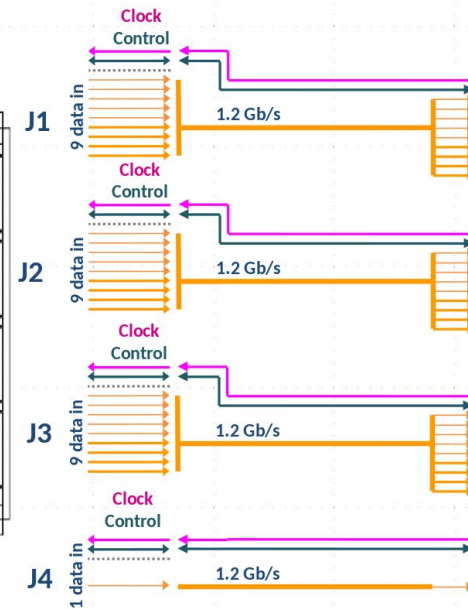 Clock
Control
J1
9 data in
1.2 Gb/s
Clock
Control
J2
9 data in
1.2 Gb/s
Clock
Control
J3
9 data in
1.2 Gb/s
Clock
Control
J4
1 data in
1.2 Gb/s